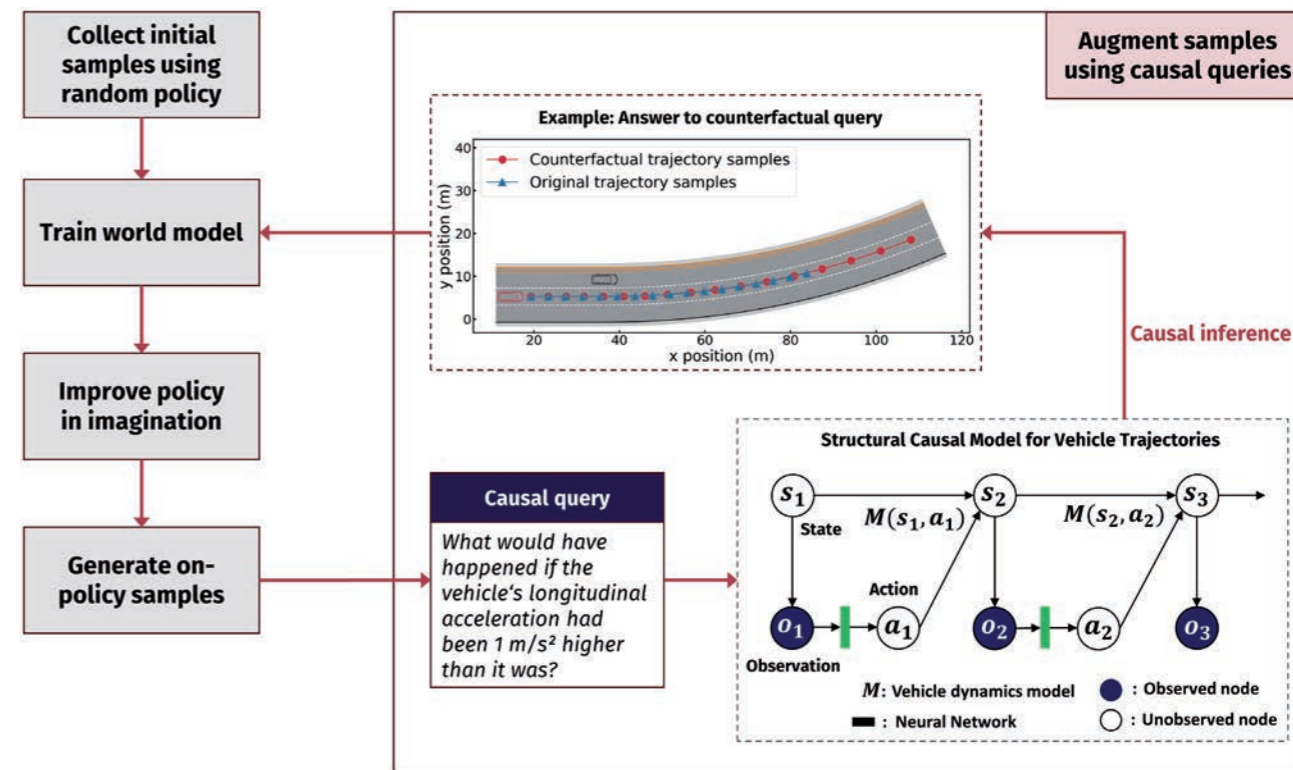 Collect initial
samples using
random policy
Train world model
Improve policy
in imagination
Generate on-
policy samples
Augment samples
using causal queries
Example: Answer to counterfactual query
Counterfactual trajectory samples
Original trajectory samples
y position (m)
40
30
20
10
0
20
40
60
80
100
120
x position (m)
Causal inference
Causal query
What would have
happened if the
vehicle‘s longitudinal
acceleration had
been 1 m/s² higher
than it was?
Structural Causal Model for Vehicle Trajectories
s₁
s₂
s₃
M(s₁, a₁)
M(s₂, a₂)
State
Action
o₁
a₁
o₂
a₂
o₃
Observation
M: Vehicle dynamics model
: Observed node
: Neural Network
: Unobserved node